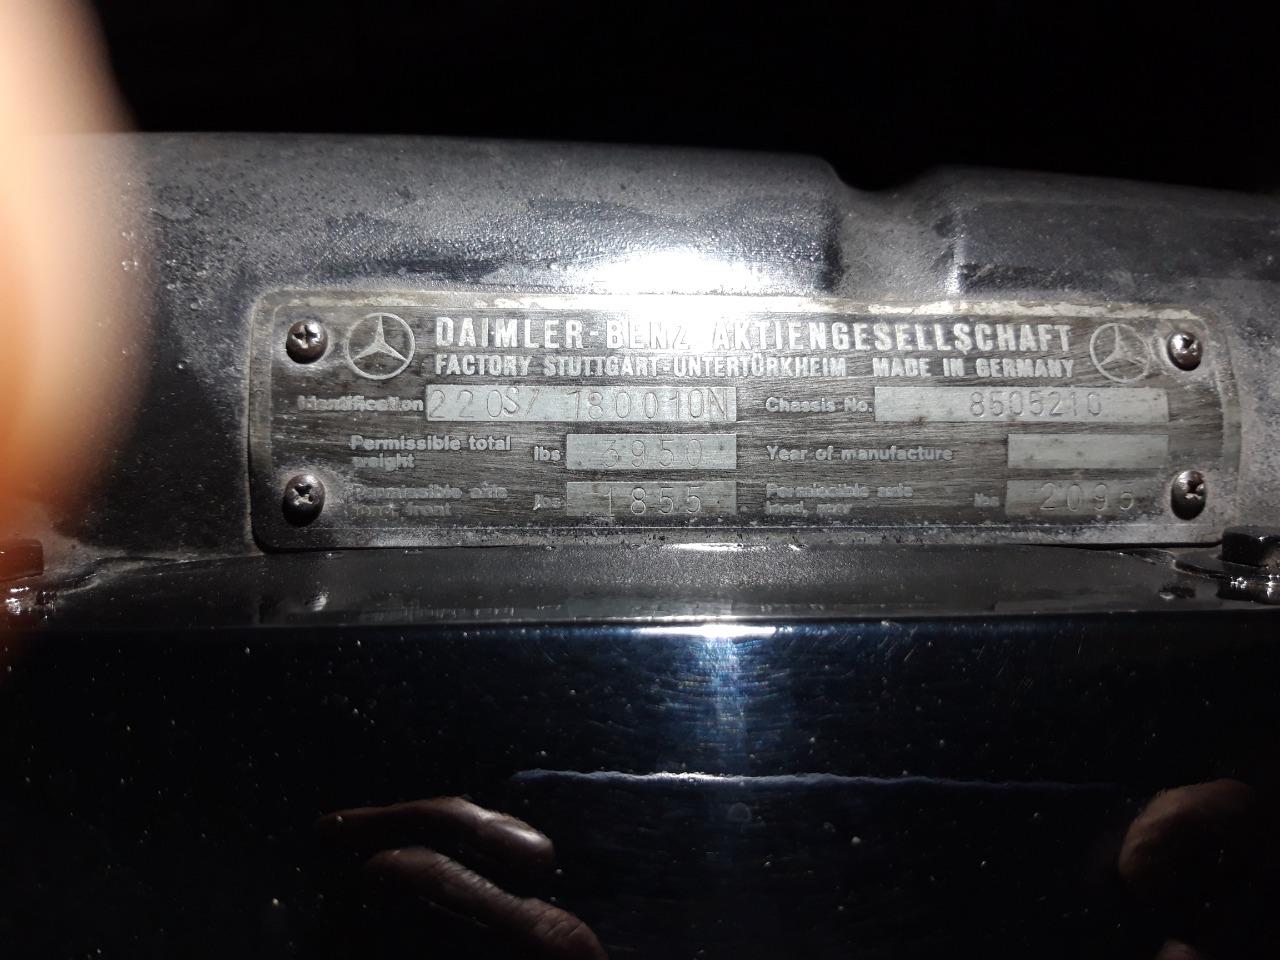 DAIMLER-BENZ AKTIENGESELLSCHAFT
FACTORY STUTTGART-UNTERTÜRKHEIM MADE IN GERMANY
Identification 220S/ 180010N Chassis No. 8505210
Permissible total weight lbs 3950 Year of manufacture
Permissible axle load, front lbs 1855 Permissible axle load, rear lbs 2095